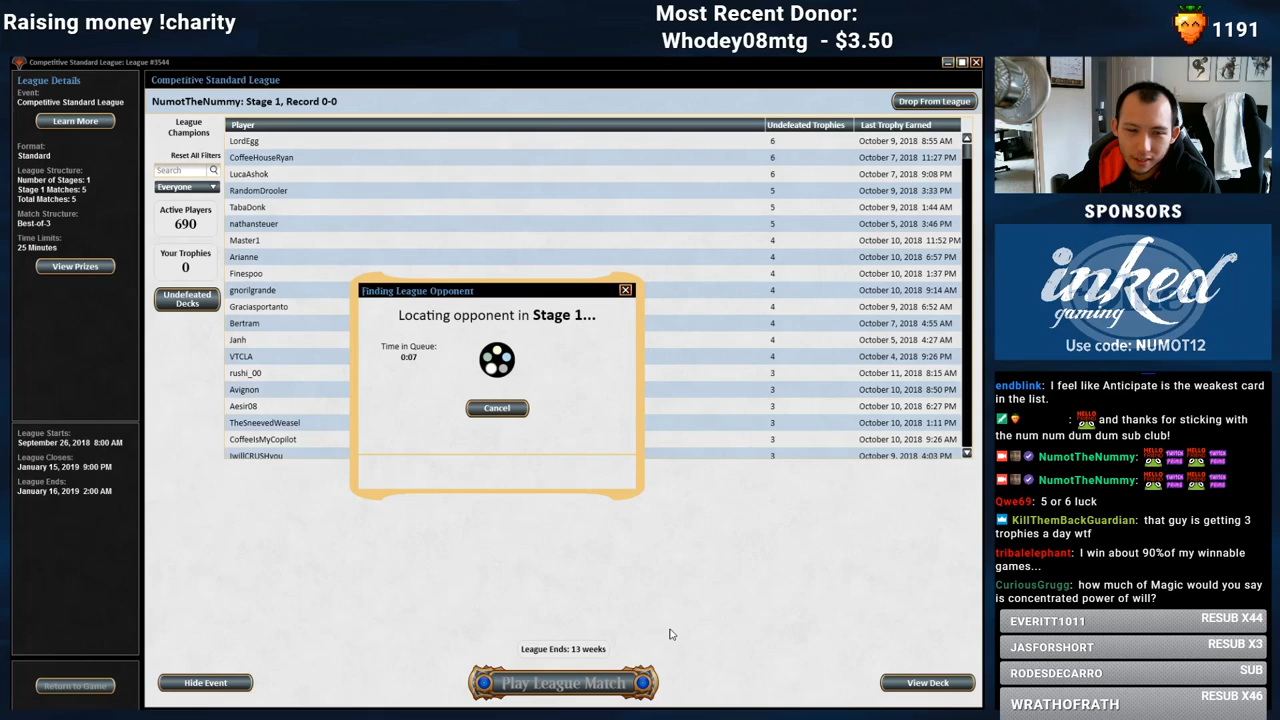 Raising money !charity
Most Recent Donor:
Whodey08mtg - $3.50
1191
Competitive Standard League: League #3544
League Details
Event:
Competitive Standard League
Learn More
Format:
Standard
League Structure:
Number of Stages: 1
Stage 1 Matches: 5
Total Matches: 5
Match Structure:
Best-of-3
Time Limits:
25 Minutes
View Prizes
League Starts:
September 26, 2018 8:00 AM
League Closes:
January 15, 2019 9:00 PM
League Ends:
January 16, 2019 2:00 AM
Return to Game
Competitive Standard League
NumotTheNummy: Stage 1, Record 0-0
Drop From League
League
Champions
Reset All Filters
Search
Everyone
Active Players
690
Your Trophies
0
Undefeated
Decks
Player Undefeated Trophies Last Trophy Earned
LordEgg 6 October 9, 2018 8:55 AM
CoffeeHouseRyan 6 October 7, 2018 11:27 PM
LucaAshok 6 October 7, 2018 9:08 PM
RandomDrooler 5 October 9, 2018 3:33 PM
TabaDonk 5 October 9, 2018 1:44 AM
nathansteuer 5 October 5, 2018 3:46 PM
Master1 4 October 10, 2018 11:52 PM
Arianne 4 October 10, 2018 6:57 PM
Finespoo 4 October 10, 2018 1:37 PM
gnorilgrande 4 October 10, 2018 9:14 AM
Graciasportanto 4 October 9, 2018 6:52 AM
Bertram 4 October 7, 2018 4:55 AM
Janh 4 October 5, 2018 4:27 AM
VTCLA 4 October 4, 2018 9:26 PM
rushi_00 3 October 11, 2018 8:15 AM
Avignon 3 October 10, 2018 8:50 PM
Aesir08 3 October 10, 2018 6:27 PM
TheSneevedWeasel 3 October 10, 2018 1:11 PM
CoffeeIsMyCopilot 3 October 10, 2018 9:26 AM
IwillCRUSHyou 3 October 9, 2018 4:03 PM
Finding League Opponent
Locating opponent in Stage 1...
Time in Queue:
0:07
Cancel
League Ends: 13 weeks
Hide Event
Play League Match
View Deck
SPONSORS
inked
gaming
Use code: NUMOT12
endblink: I feel like Anticipate is the weakest card
in the list.
: and thanks for sticking with
the num num dum dum sub club!
NumotTheNummy:
NumotTheNummy:
Qwe69: 5 or 6 luck
KillThemBackGuardian: that guy is getting 3
trophies a day wtf
tribalelephant: I win about 90%of my winnable
games...
CuriousGrugg: how much of Magic would you say
is concentrated power of will?
EVERITT1011 RESUB X44
JASFORSHORT RESUB X3
RODESDECARRO SUB
WRATHOFRATH RESUB X46